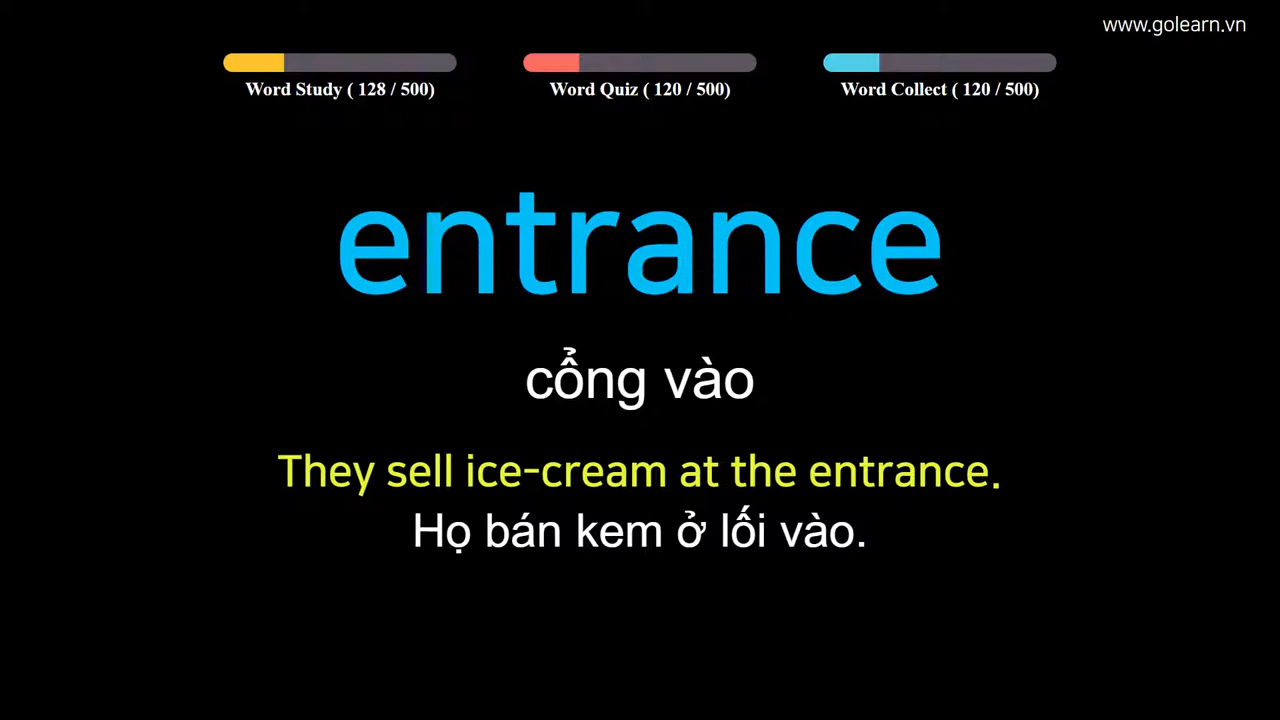 www.golearn.vn
Word Study ( 128 / 500)
Word Quiz ( 120 / 500)
Word Collect ( 120 / 500)
entrance
cổng vào
They sell ice-cream at the entrance.
Họ bán kem ở lối vào.